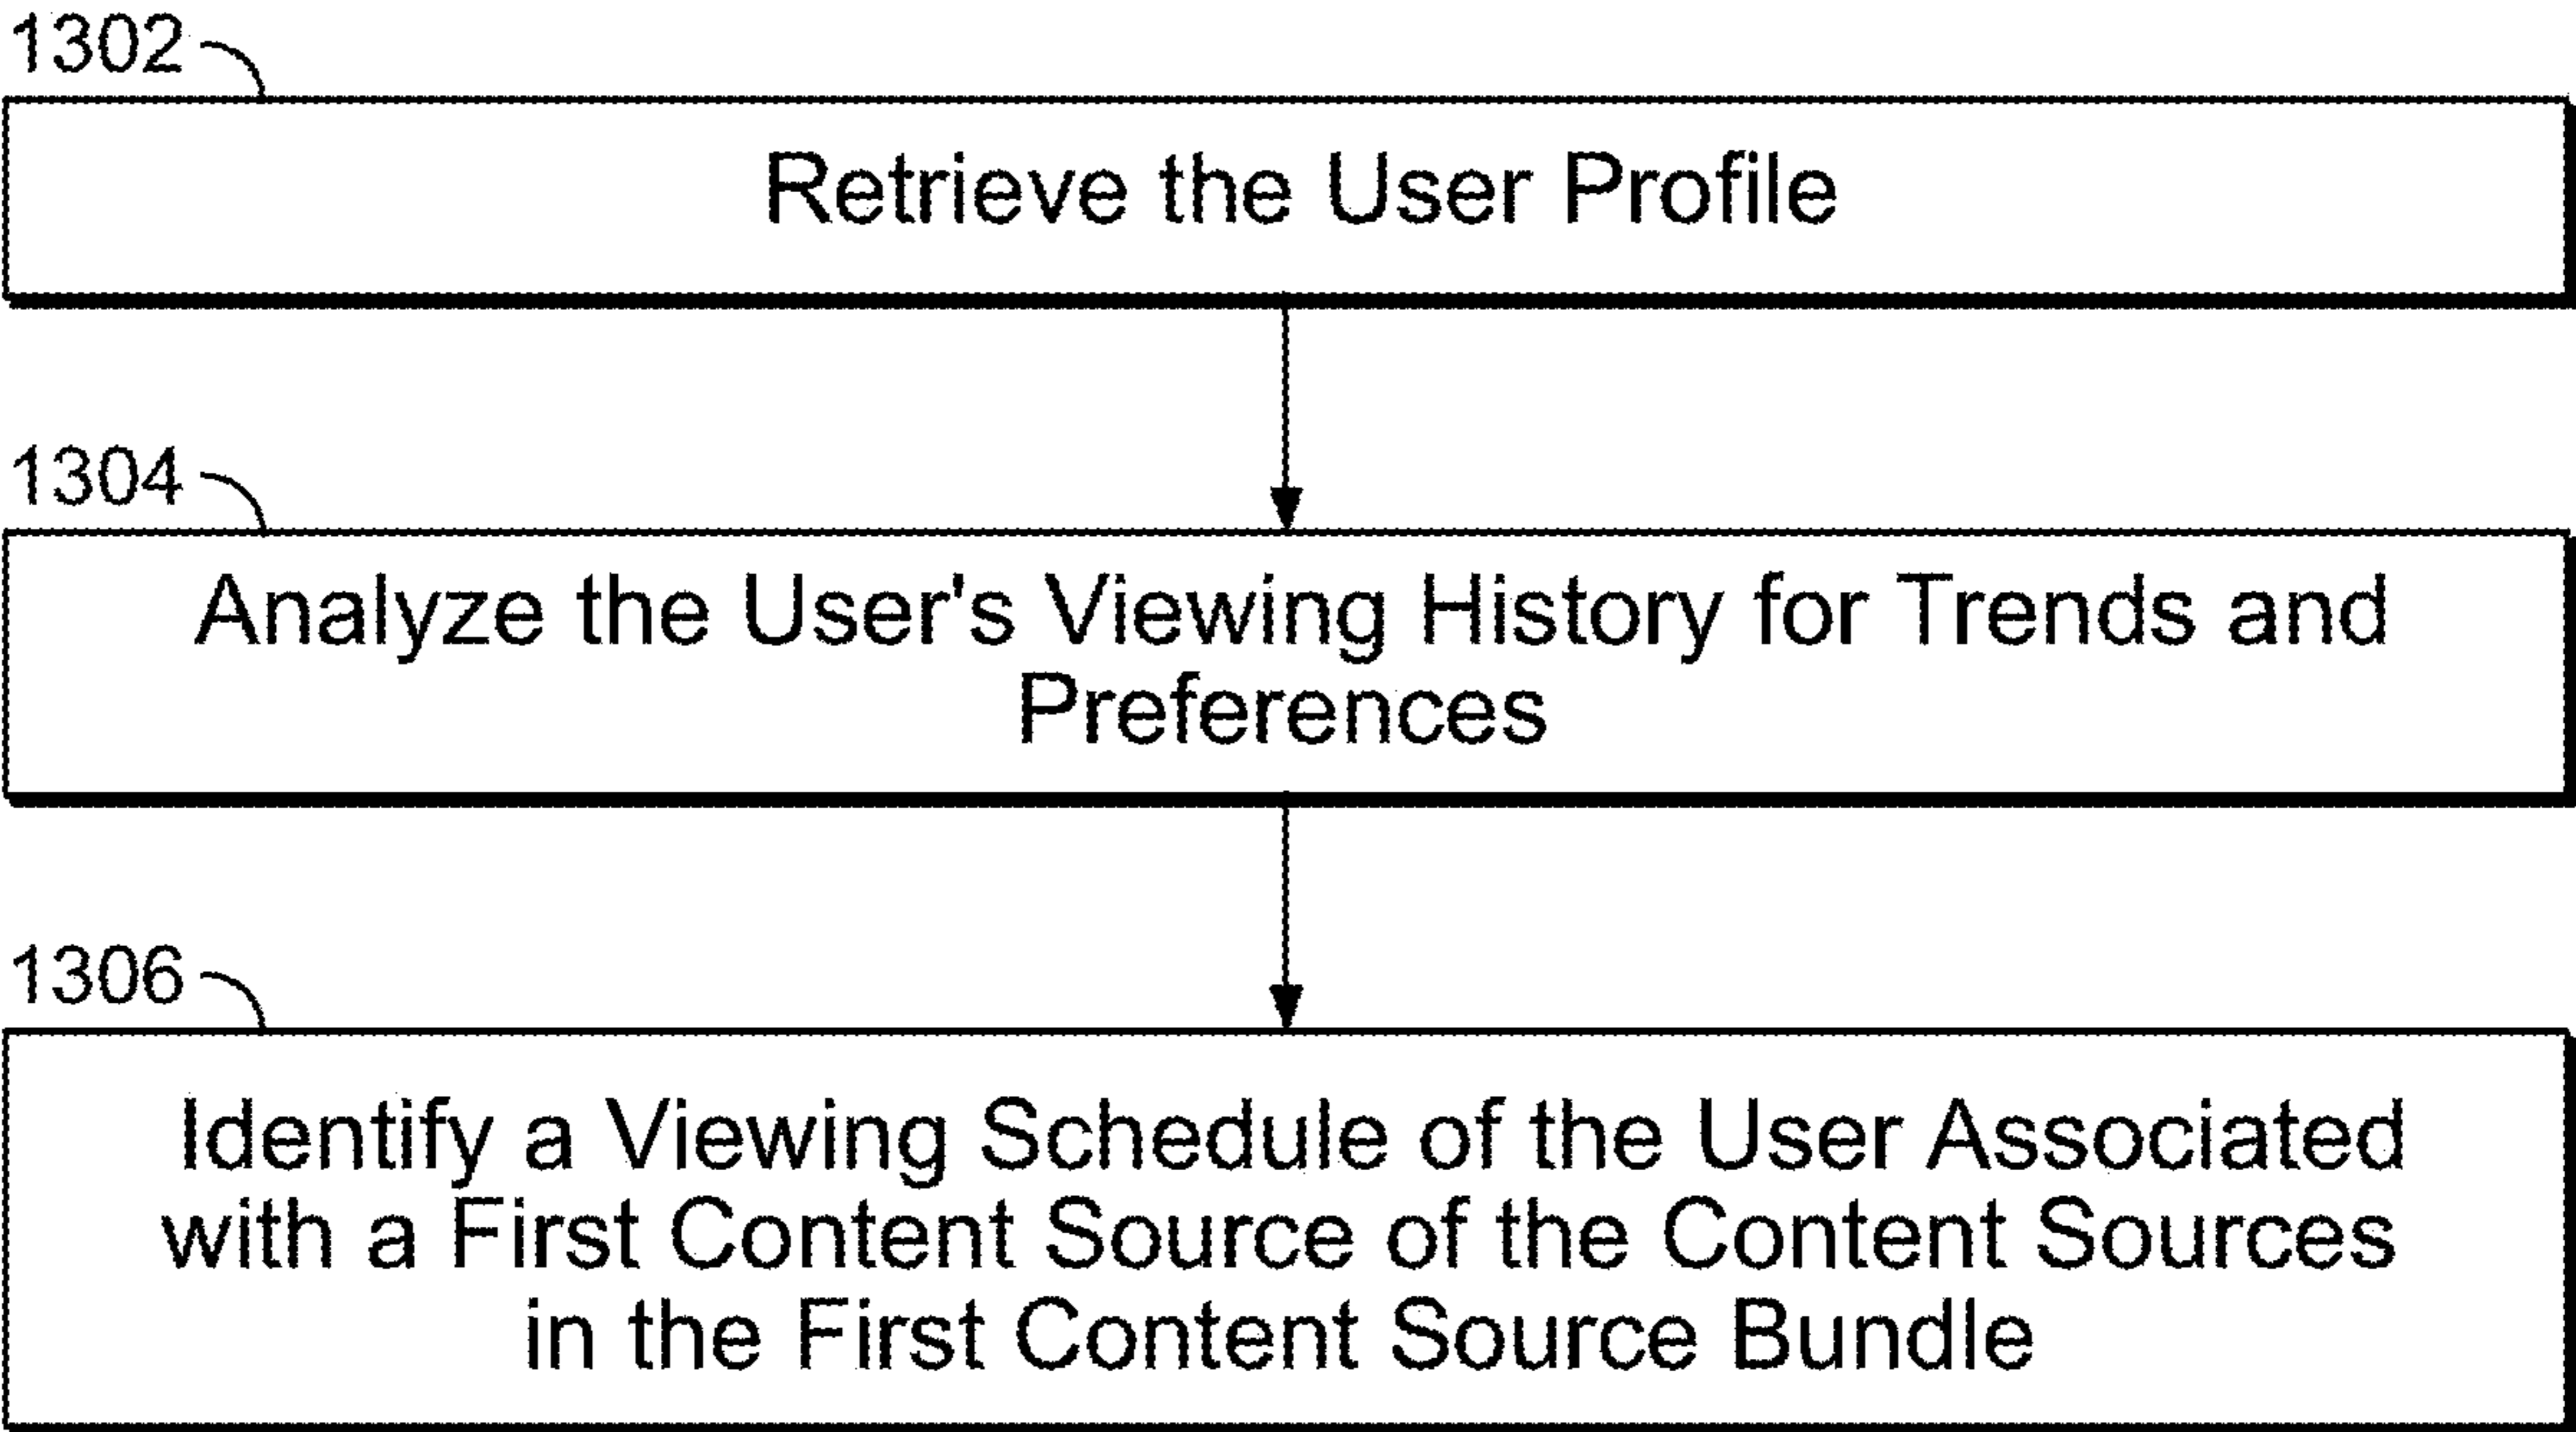 1302
Retrieve the User Profile
1304
Analyze the User's Viewing History for Trends and
Preferences
1306
Identify a Viewing Schedule of the User Associated
with a First Content Source of the Content Sources
in the First Content Source Bundle